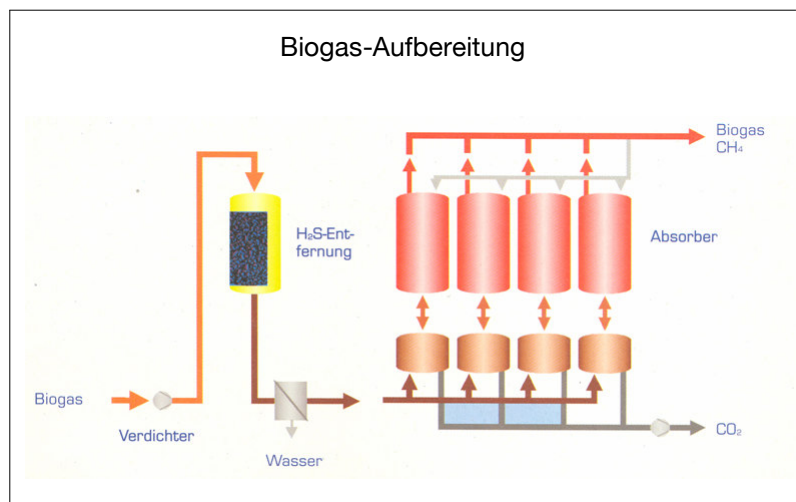 Biogas-Aufbereitung
Biogas
CH₄
H₂S-Ent-
fernung
Absorber
Biogas
Verdichter
Wasser
CO₂